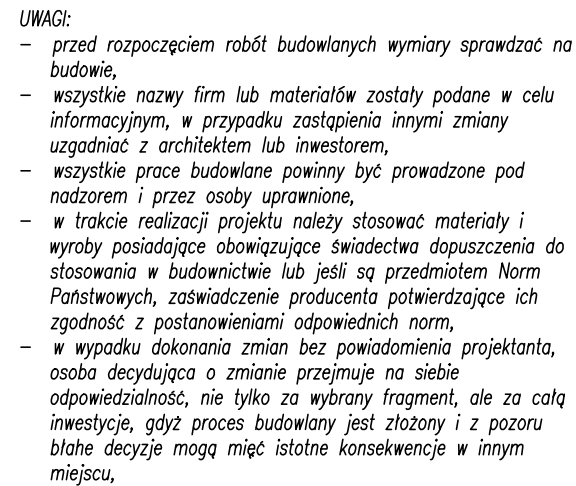 UWAGI:
– przed rozpoczęciem robót budowlanych wymiary sprawdzać na
budowie,
– wszystkie nazwy firm lub materiałów zostały podane w celu
informacyjnym, w przypadku zastąpienia innymi zmiany
uzgadniać z architektem lub inwestorem,
– wszystkie prace budowlane powinny być prowadzone pod
nadzorem i przez osoby uprawnione,
– w trakcie realizacji projektu należy stosować materiały i
wyroby posiadające obowiązujące świadectwa dopuszczenia do
stosowania w budownictwie lub jeśli są przedmiotem Norm
Państwowych, zaświadczenie producenta potwierdzające ich
zgodność z postanowieniami odpowiednich norm,
– w wypadku dokonania zmian bez powiadomienia projektanta,
osoba decydująca o zmianie przejmuje na siebie
odpowiedzialność, nie tylko za wybrany fragment, ale za całą
inwestycje, gdyż proces budowlany jest złożony i z pozoru
błahe decyzje mogą mięć istotne konsekwencje w innym
miejscu,